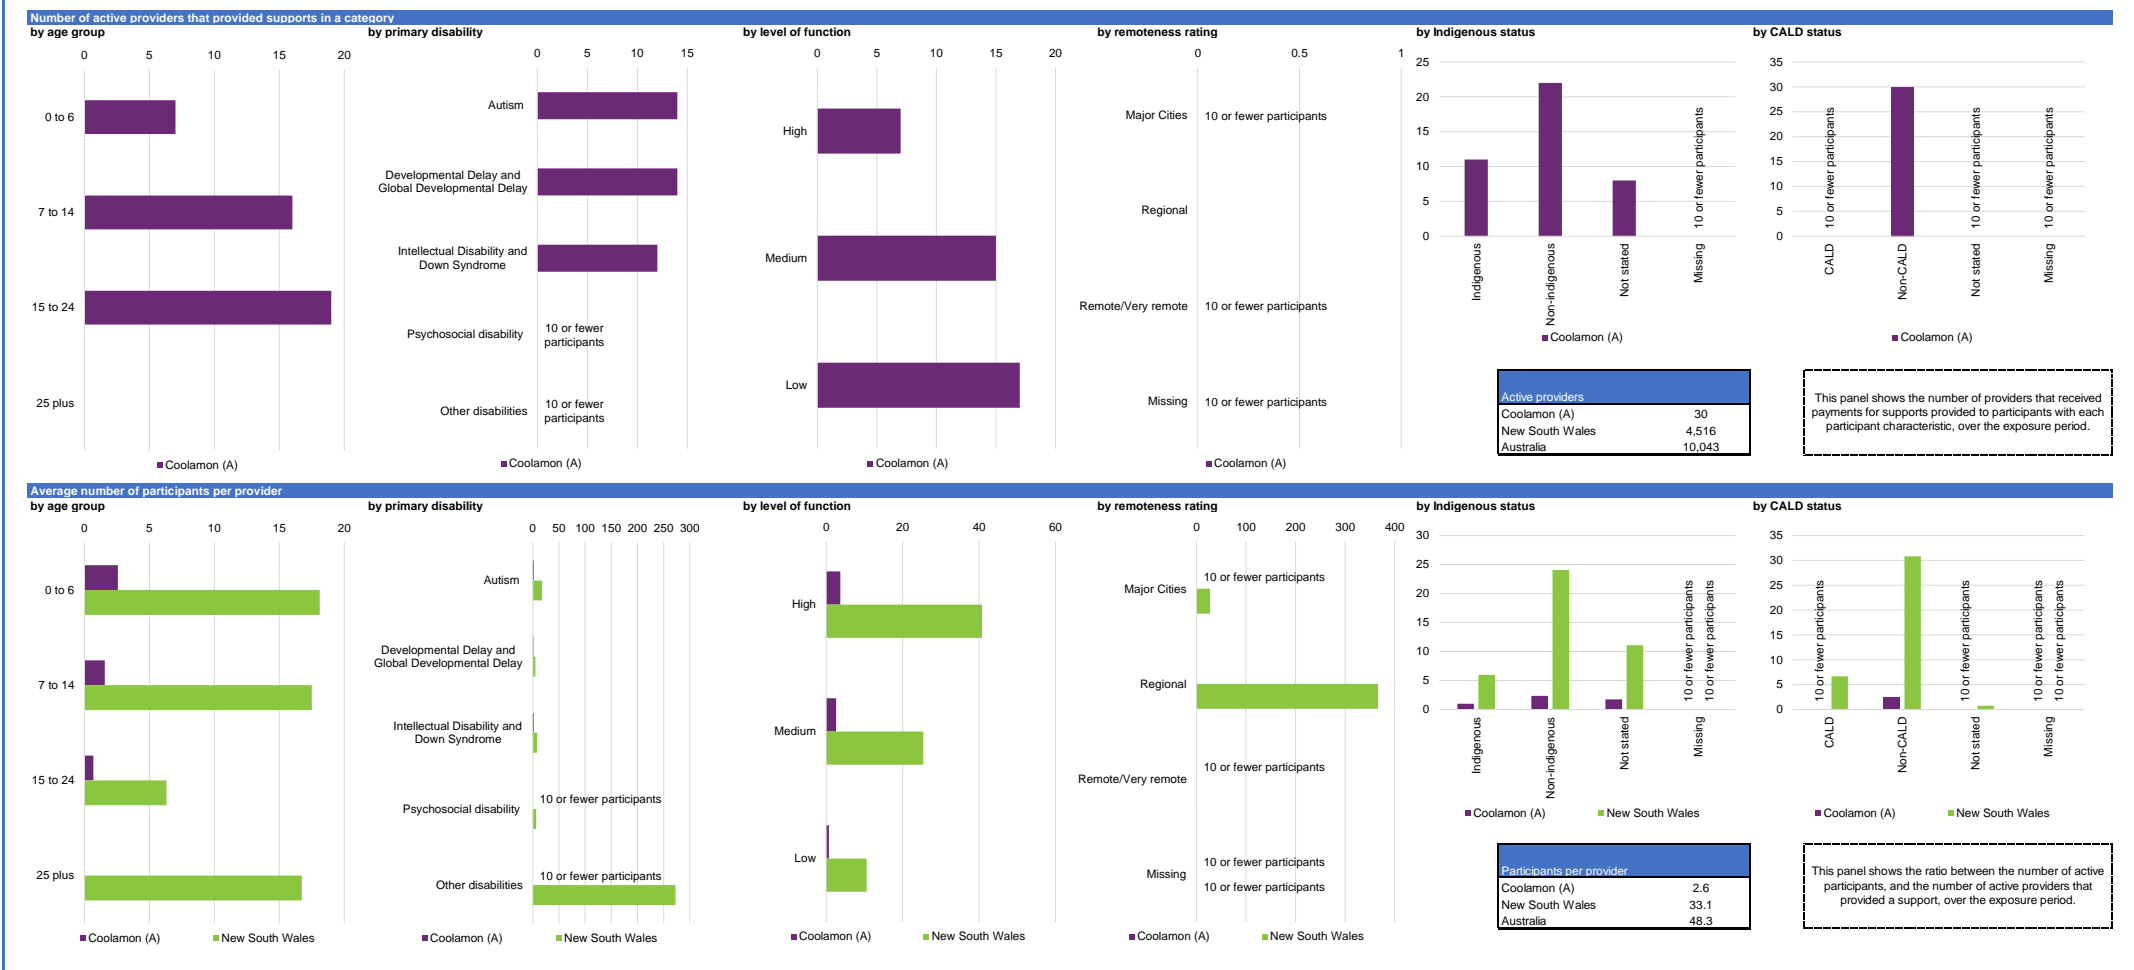 Number of active providers that provided supports in a category
by age group
0 5 10 15 20
0 to 6
7 to 14
15 to 24
25 plus
Coolamon (A)
by primary disability
0 5 10 15
Autism
Developmental Delay and
Global Developmental Delay
Intellectual Disability and
Down Syndrome
Psychosocial disability
10 or fewer
participants
Other disabilities
10 or fewer
participants
Coolamon (A)
by level of function
0 5 10 15 20
High
Medium
Low
Coolamon (A)
by remoteness rating
0 0.5 1
Major Cities 10 or fewer participants
Regional
Remote/Very remote 10 or fewer participants
Missing 10 or fewer participants
Coolamon (A)
by Indigenous status
25
20
15
10
5
0
10 or fewer participants
Indigenous
Non-indigenous
Not stated
Missing
Coolamon (A)
by CALD status
35
30
25
20
15
10
5
0
10 or fewer participants
10 or fewer participants
10 or fewer participants
CALD
Non-CALD
Not stated
Missing
Coolamon (A)
Active providers
Coolamon (A) 30
New South Wales 4,516
Australia 10,043
This panel shows the number of providers that received
payments for supports provided to participants with each
participant characteristic, over the exposure period.
Average number of participants per provider
by age group
0 5 10 15 20
0 to 6
7 to 14
15 to 24
25 plus
Coolamon (A) New South Wales
by primary disability
0 50 100 150 200 250 300
Autism
Developmental Delay and
Global Developmental Delay
Intellectual Disability and
Down Syndrome
Psychosocial disability
10 or fewer participants
Other disabilities
10 or fewer participants
Coolamon (A) New South Wales
by level of function
0 20 40 60
High
Medium
Low
Coolamon (A) New South Wales
by remoteness rating
0 100 200 300 400
Major Cities
10 or fewer participants
Regional
Remote/Very remote
10 or fewer participants
Missing
10 or fewer participants
10 or fewer participants
Coolamon (A) New South Wales
by Indigenous status
30
25
20
15
10
5
0
10 or fewer participants
10 or fewer participants
Indigenous
Non-indigenous
Not stated
Missing
Coolamon (A) New South Wales
by CALD status
35
30
25
20
15
10
5
0
10 or fewer participants
10 or fewer participants
10 or fewer participants
10 or fewer participants
CALD
Non-CALD
Not stated
Missing
Coolamon (A) New South Wales
Participants per provider
Coolamon (A) 2.6
New South Wales 33.1
Australia 48.3
This panel shows the ratio between the number of active
participants, and the number of active providers that
provided a support, over the exposure period.